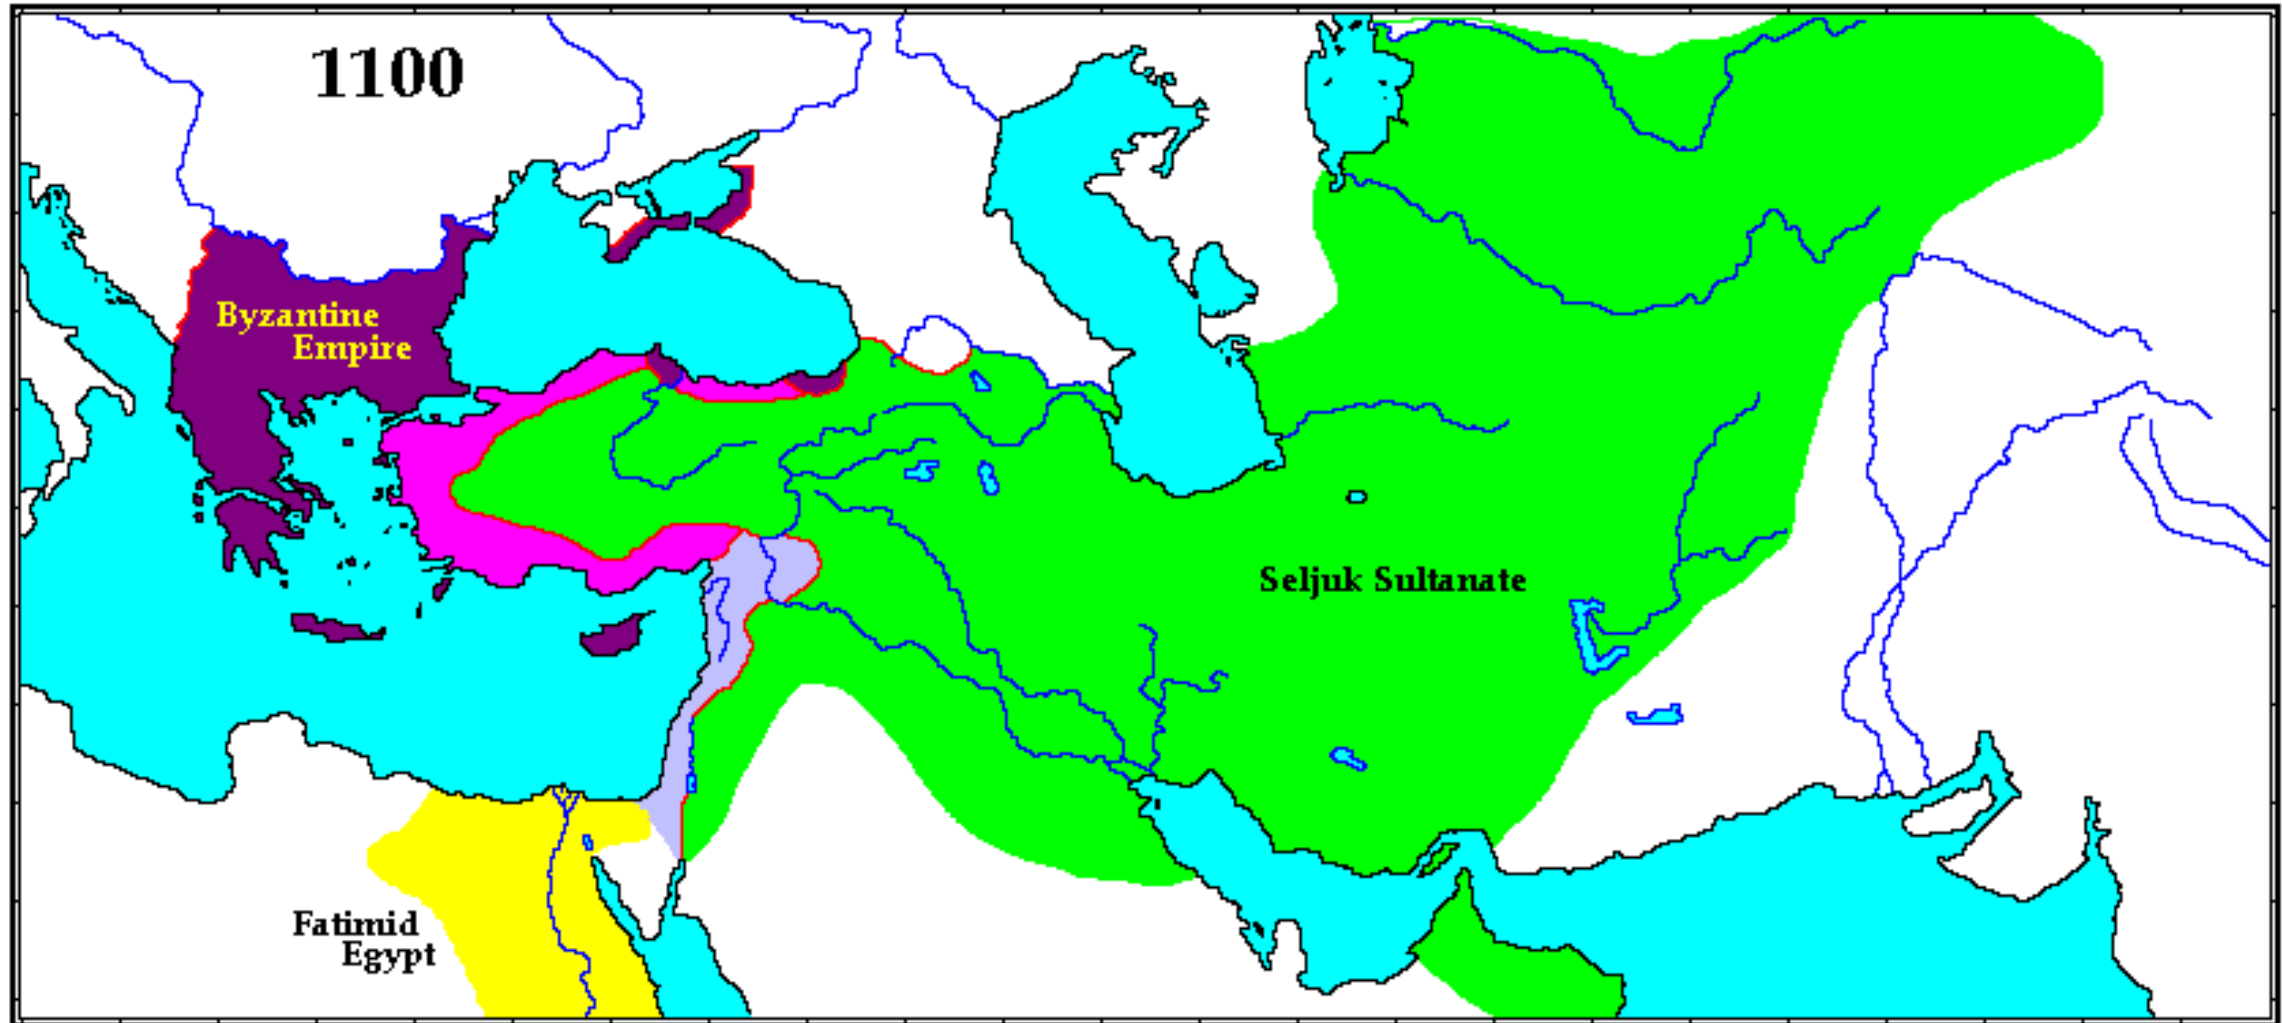 1100
Byzantine
Empire
Seljuk Sultanate
Fatimid
Egypt